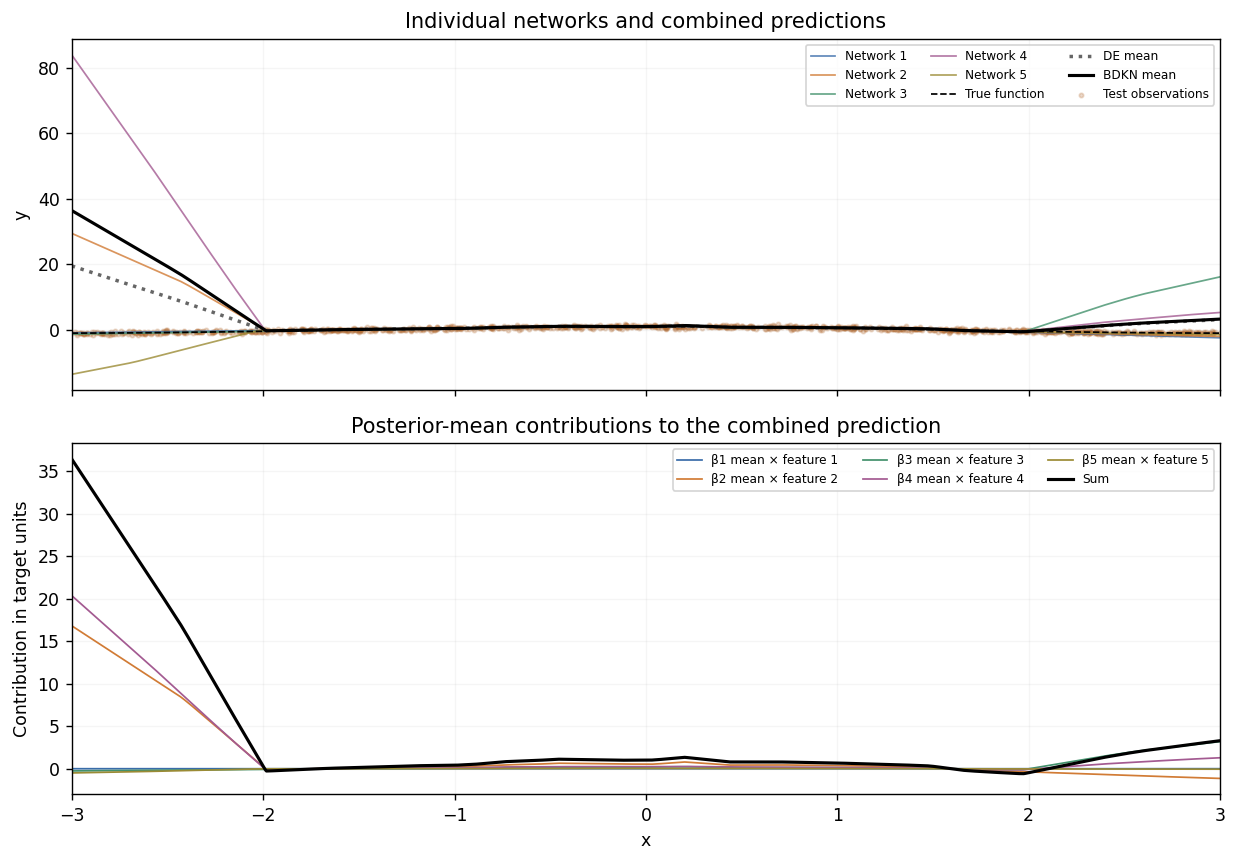 Individual networks and combined predictions
Network 1
Network 2
Network 3
Network 4
Network 5
True function
DE mean
BDKN mean
Test observations
80
60
40
20
0
y
Posterior-mean contributions to the combined prediction
β1 mean × feature 1
β2 mean × feature 2
β3 mean × feature 3
β4 mean × feature 4
β5 mean × feature 5
Sum
35
30
25
20
15
10
5
0
Contribution in target units
−3
−2
−1
0
1
2
3
x